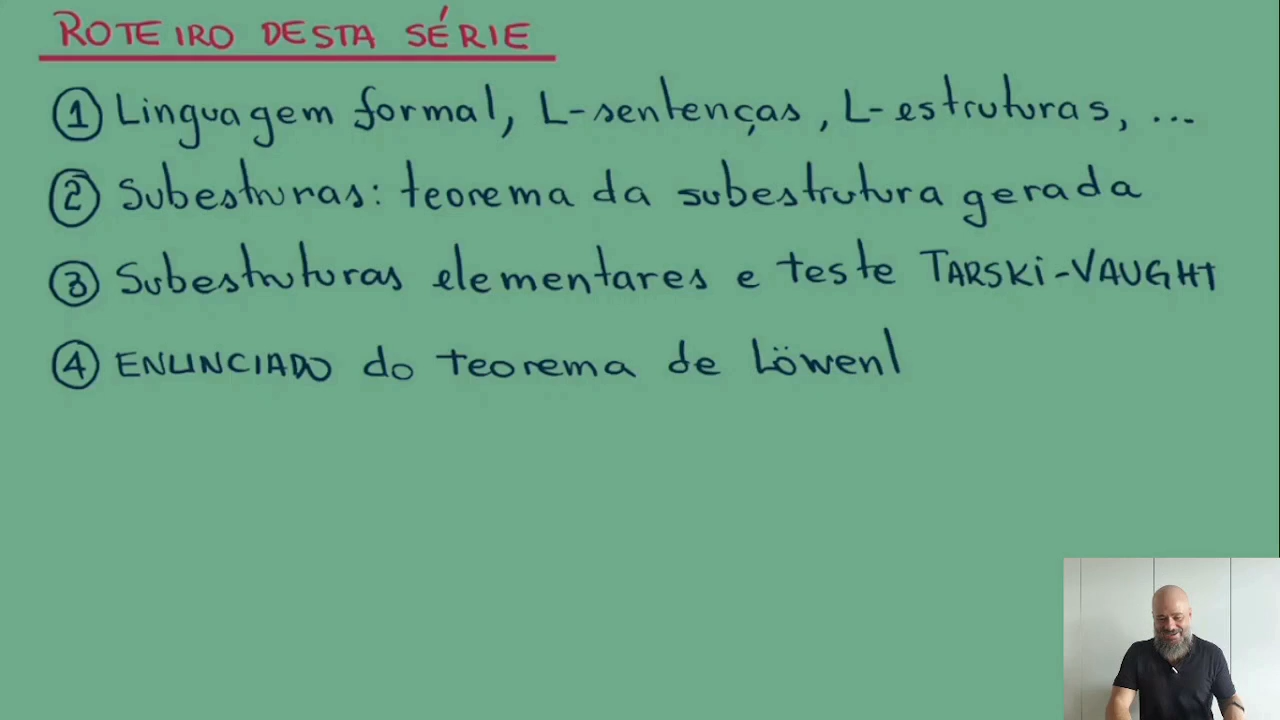 ROTEIRO DESTA SÉRIE
① Linguagem formal, L-sentenças, L-estruturas, ...
② Subesturas: teorema da subestrutura gerada
③ Subestruturas elementares e teste TARSKI-VAUGHT
④ ENUNCIADO do teorema de Löwenl